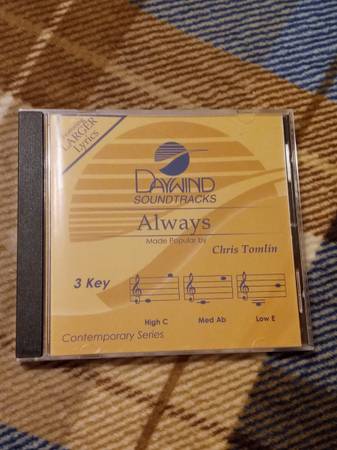 LARGER
Lyrics
DAYWIND
SOUNDTRACKS
Always
Made Popular by
Chris Tomlin
3 Key
High C
Med Ab
Low E
Contemporary Series